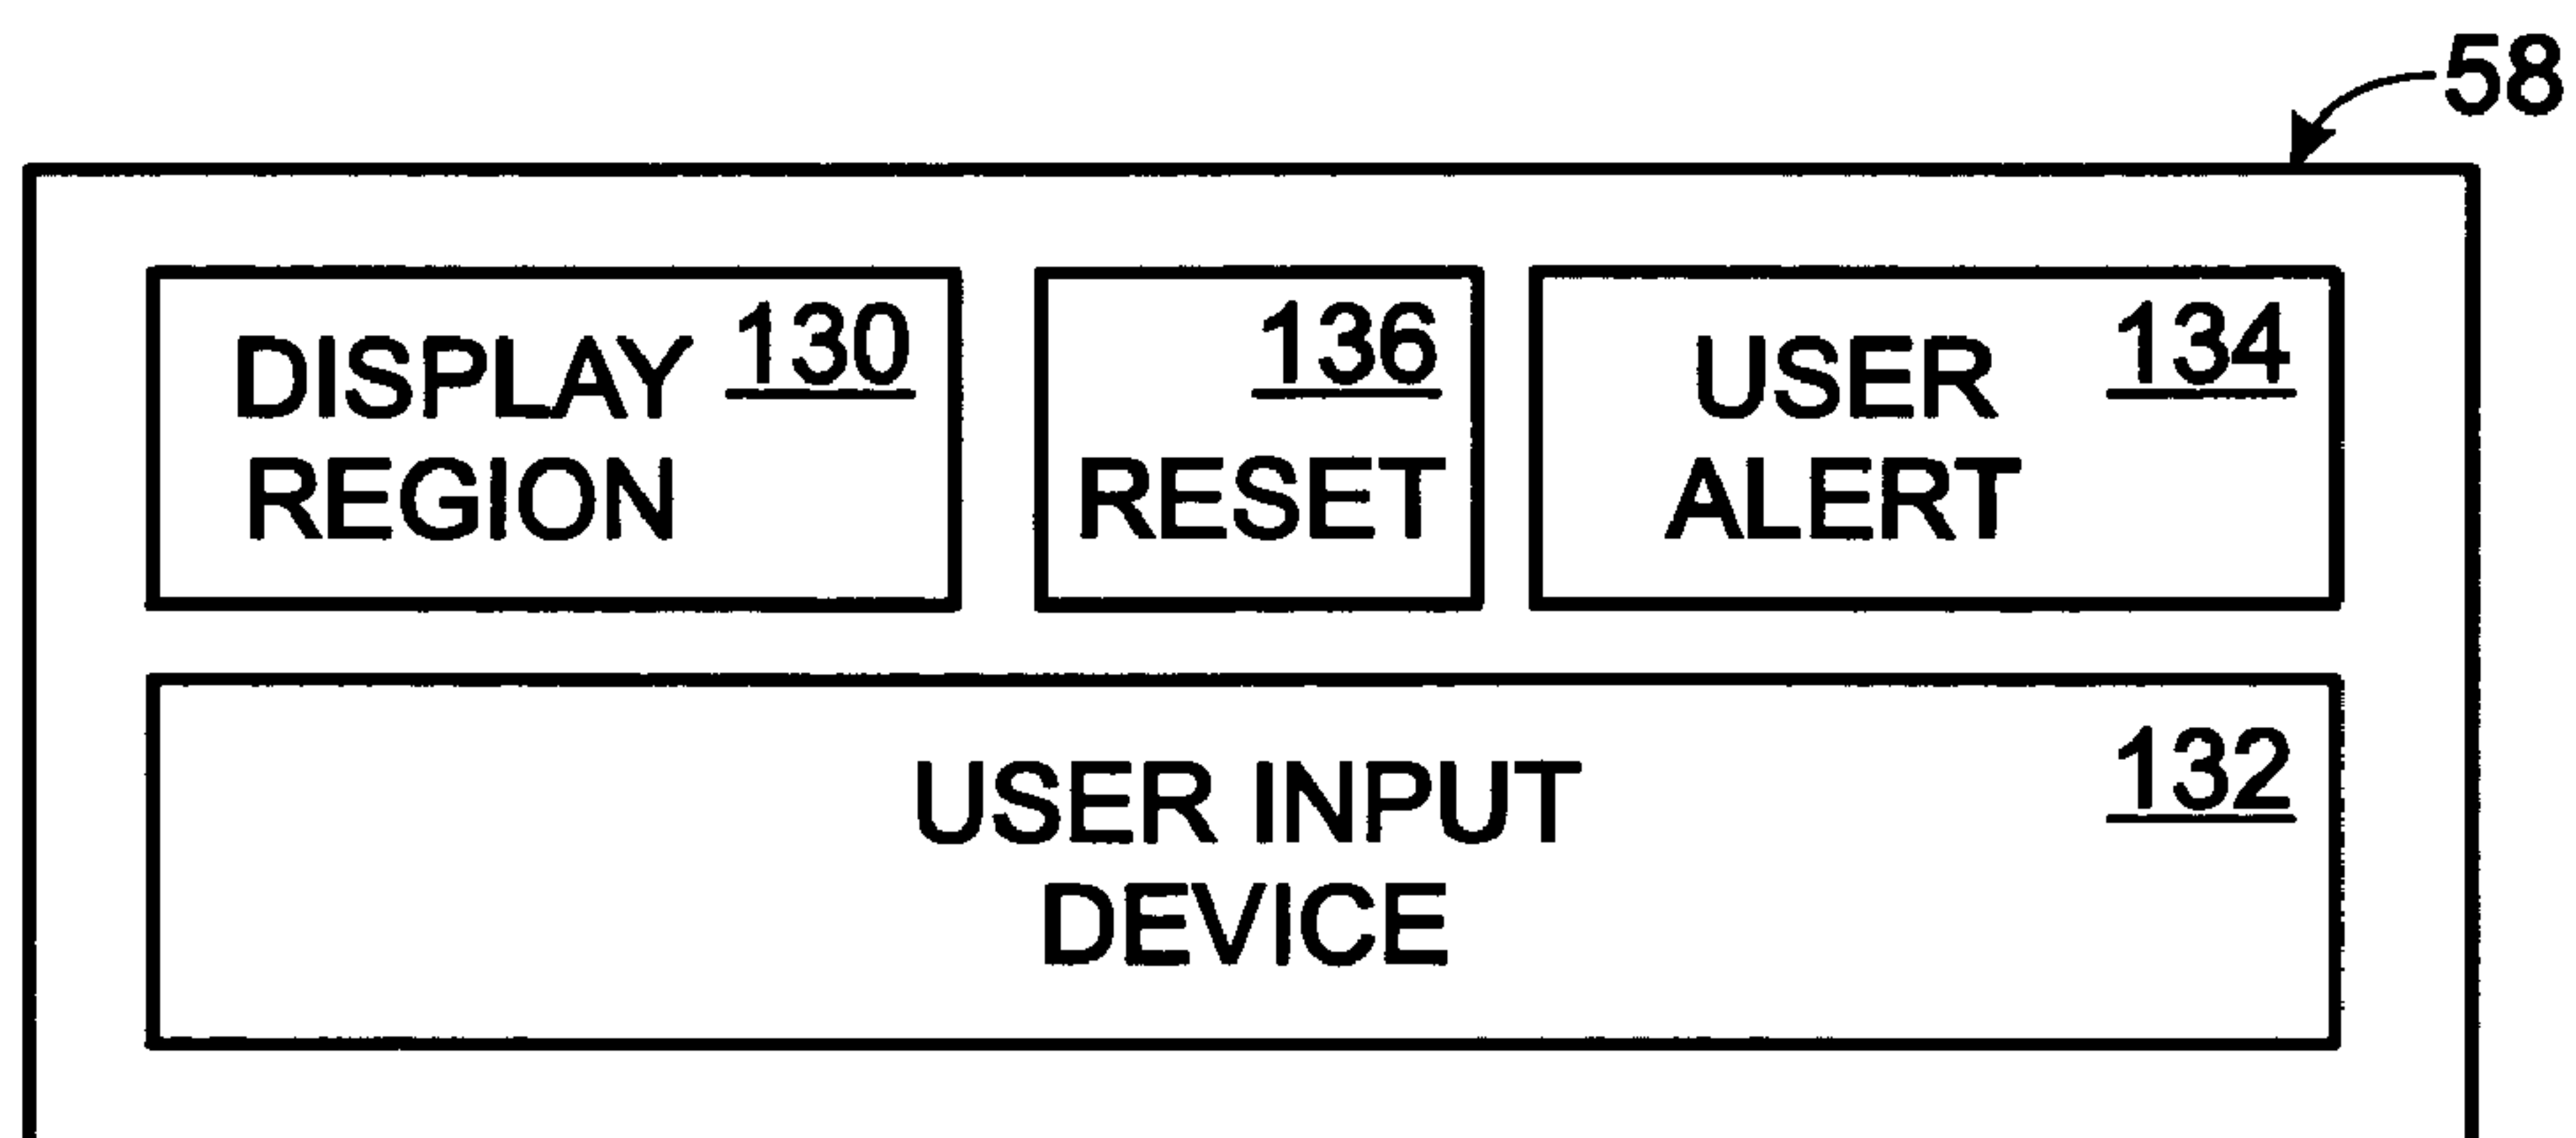 58
DISPLAY 130
REGION
136
RESET
USER 134
ALERT
132
USER INPUT
DEVICE